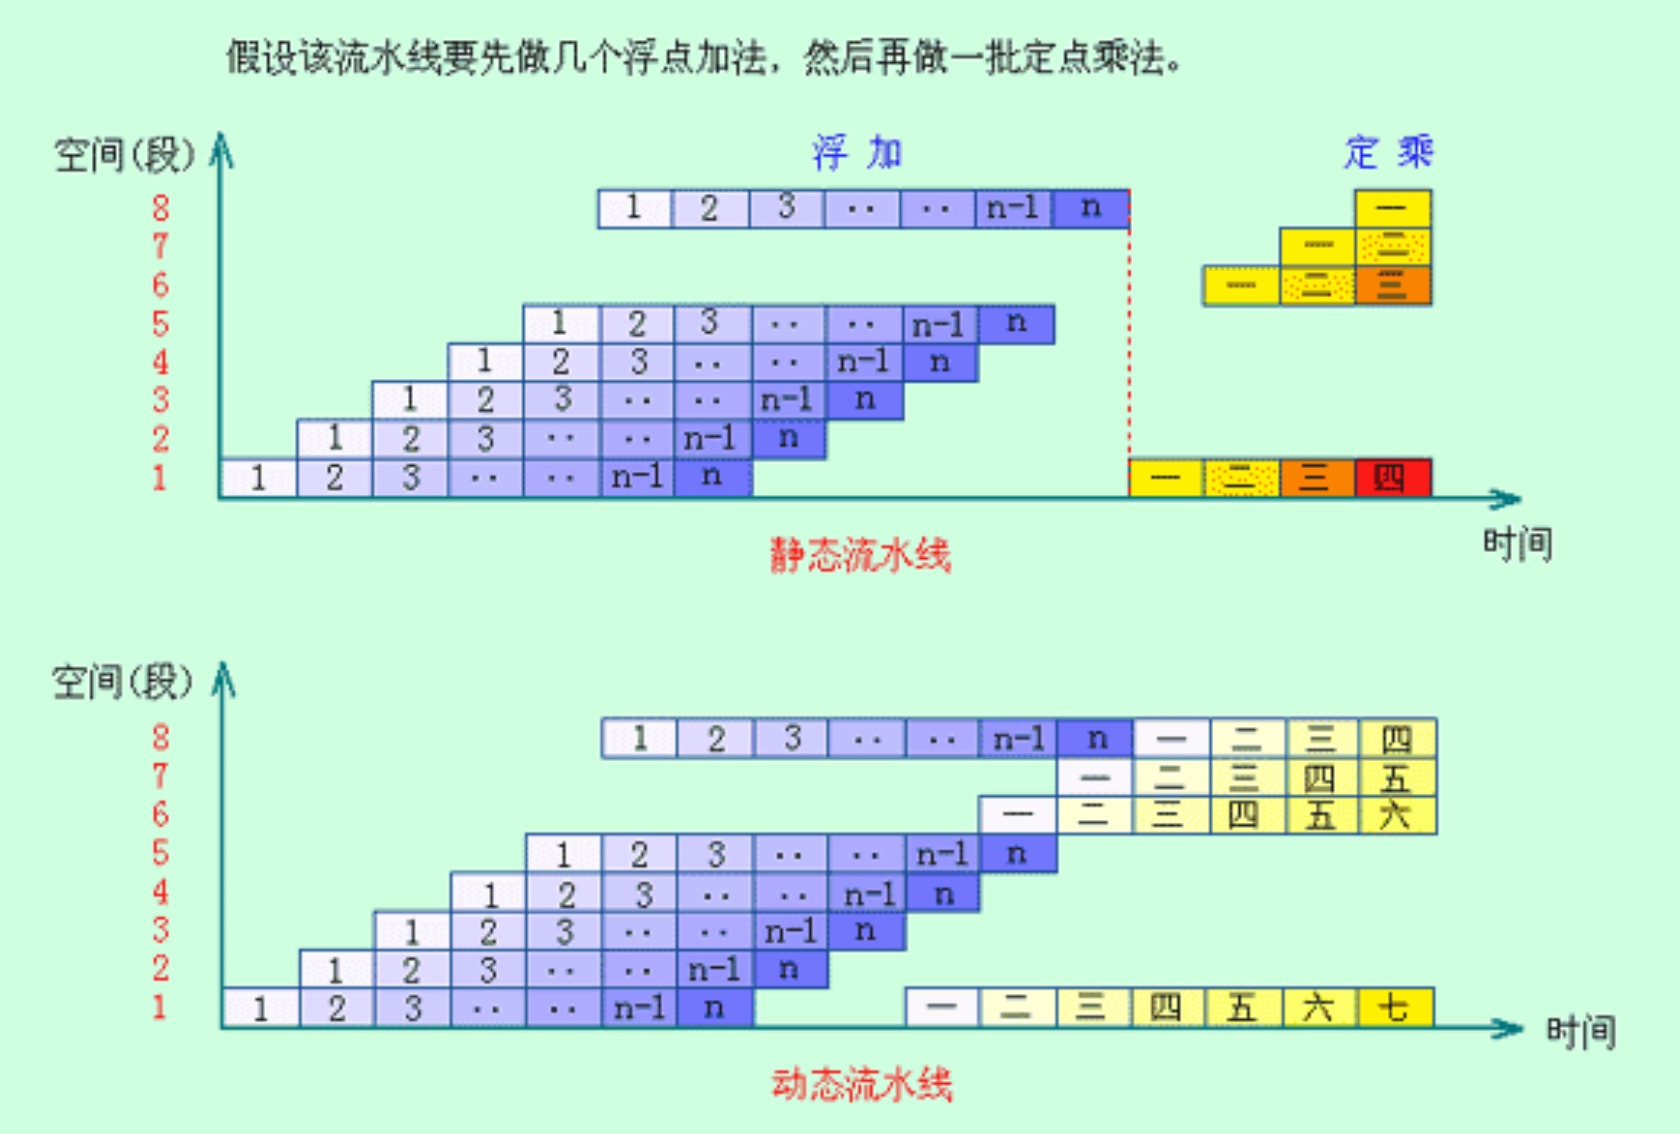 假设该流水线要先做几个浮点加法，然后再做一批定点乘法。
空间(段)
浮 加 定 乘
8 1 2 3 ·· ·· n-1 n 一
7 一 二
6 一 二 三
5 1 2 3 ·· ·· n-1 n
4 1 2 3 ·· ·· n-1 n
3 1 2 3 ·· ·· n-1 n
2 1 2 3 ·· ·· n-1 n
1 1 2 3 ·· ·· n-1 n 一 二 三 四
时间
静态流水线
空间(段)
8 1 2 3 ·· ·· n-1 n 一 二 三 四
7 一 二 三 四 五
6 一 二 三 四 五 六
5 1 2 3 ·· ·· n-1 n
4 1 2 3 ·· ·· n-1 n
3 1 2 3 ·· ·· n-1 n
2 1 2 3 ·· ·· n-1 n
1 1 2 3 ·· ·· n-1 n 一 二 三 四 五 六 七
时间
动态流水线